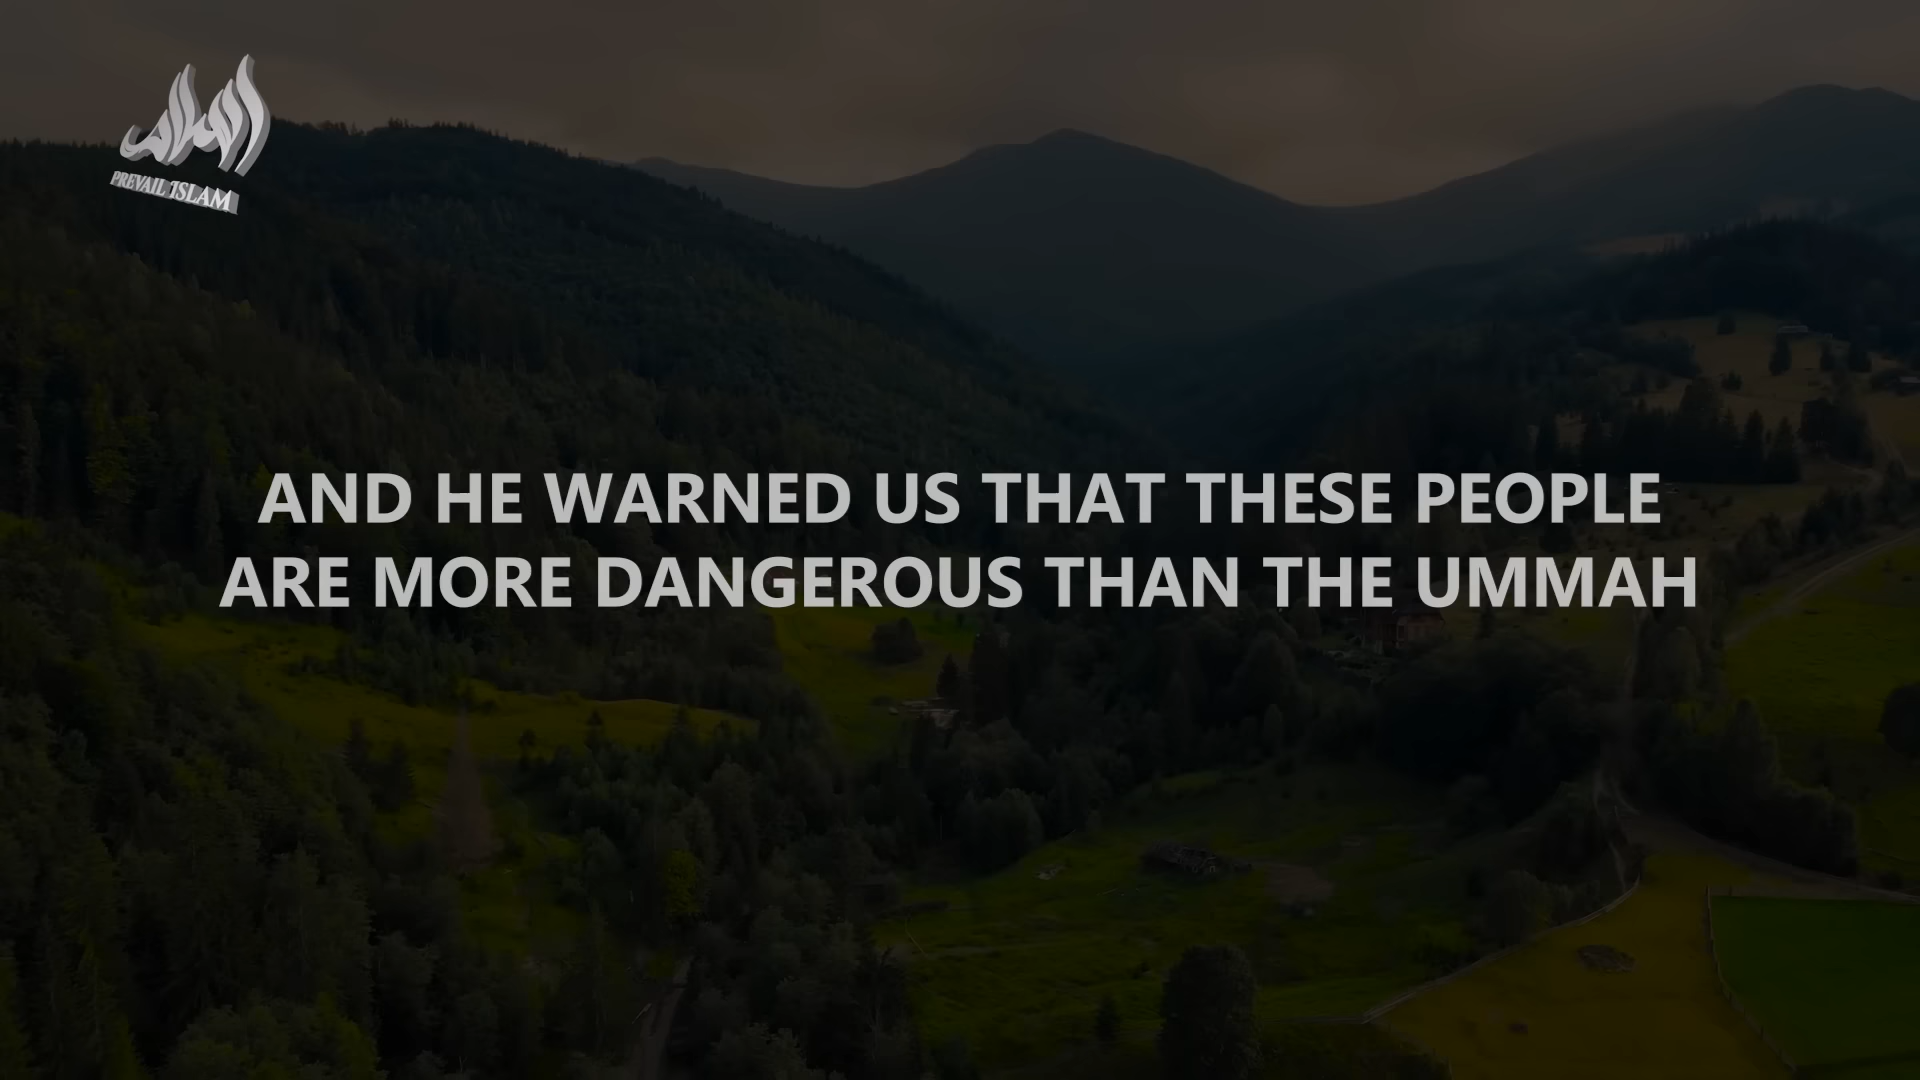 PREVAIL ISLAM
AND HE WARNED US THAT THESE PEOPLE
ARE MORE DANGEROUS THAN THE UMMAH